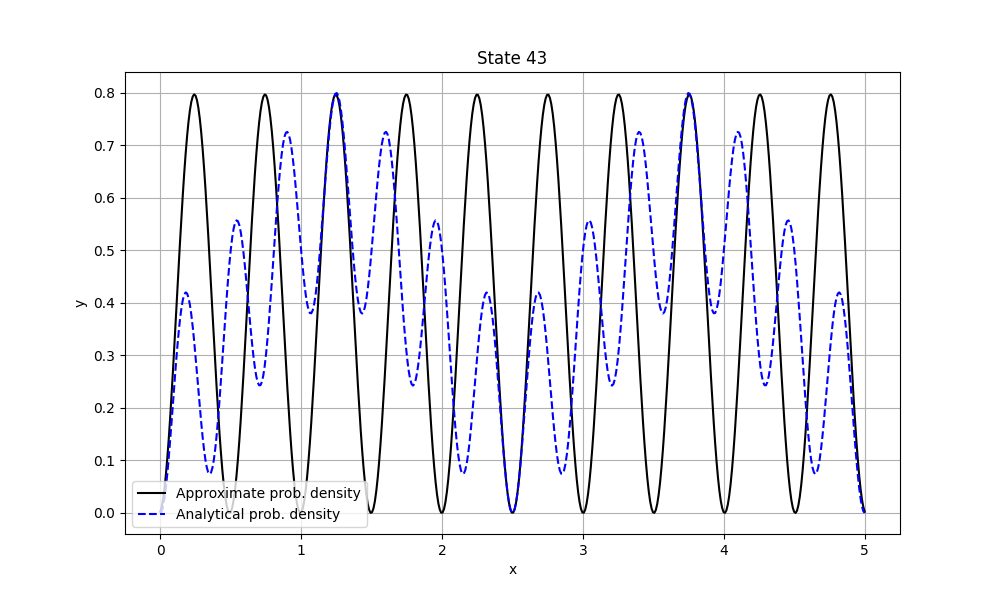 State 43
0.8
0.7
0.6
0.5
0.4
0.3
0.2
0.1
0.0
y
Approximate prob. density
Analytical prob. density
0 1 2 3 4 5
x